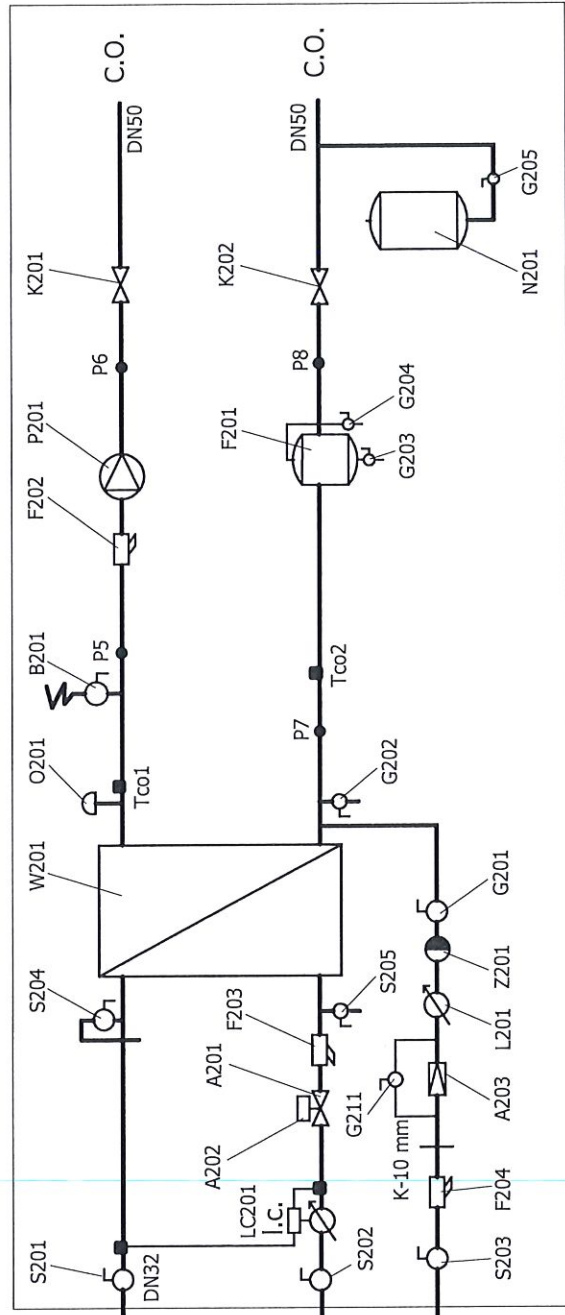 S201
DN32
S204
W201
O201
Tco1
B201
P5
F202
P201
P6
K201
DN50
C.O.
LC201
l.c.
S202
A202
A201
F203
S205
G202
P7
Tco2
F201
G203
G204
P8
K202
DN50
C.O.
S203
F204
K-10 mm
G211
A203
L201
Z201
G201
N201
G205